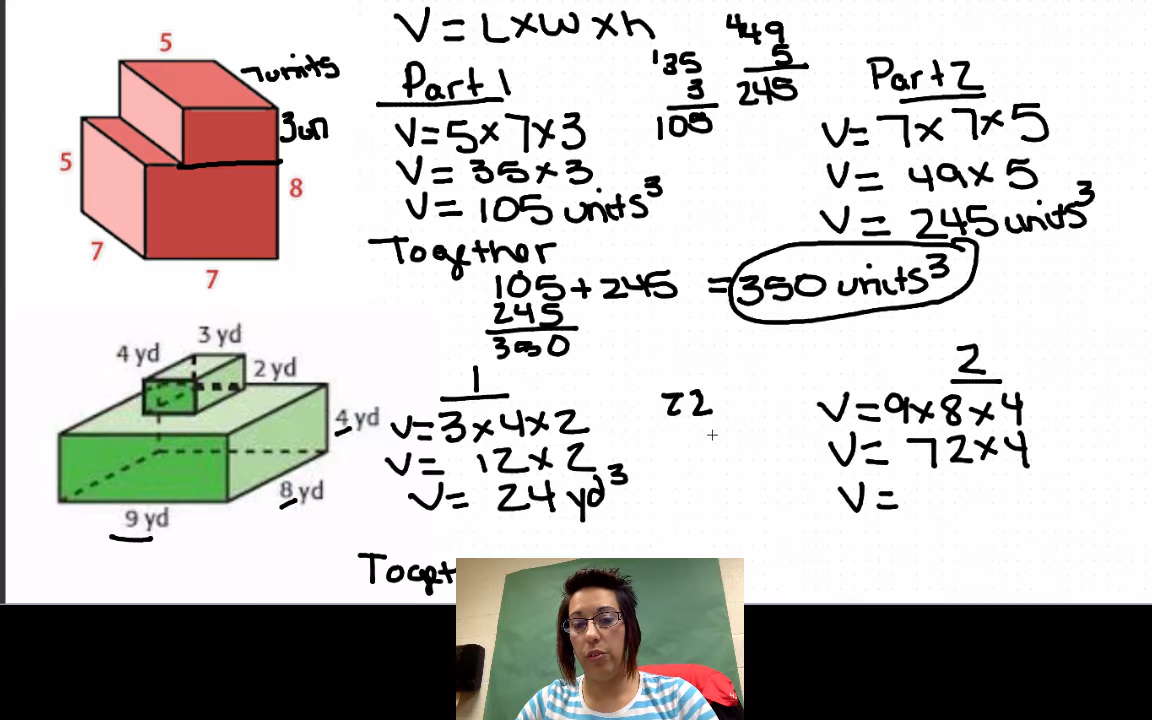 V = L x W x h
5
7 units
3 un
5
8
7
7
Part 1
V = 5 x 7 x 3
V = 35 x 3
V = 105 units³
135
3
105
449
5
245
Part 2
V = 7 x 7 x 5
V = 49 x 5
V = 245 units³
Together
105 + 245 = 350 units³
245
350
3 yd
4 yd
2 yd
4 yd
8 yd
9 yd
1
V = 3 x 4 x 2
V = 12 x 2
V = 24 yd³
72
2
V = 9 x 8 x 4
V = 72 x 4
V =